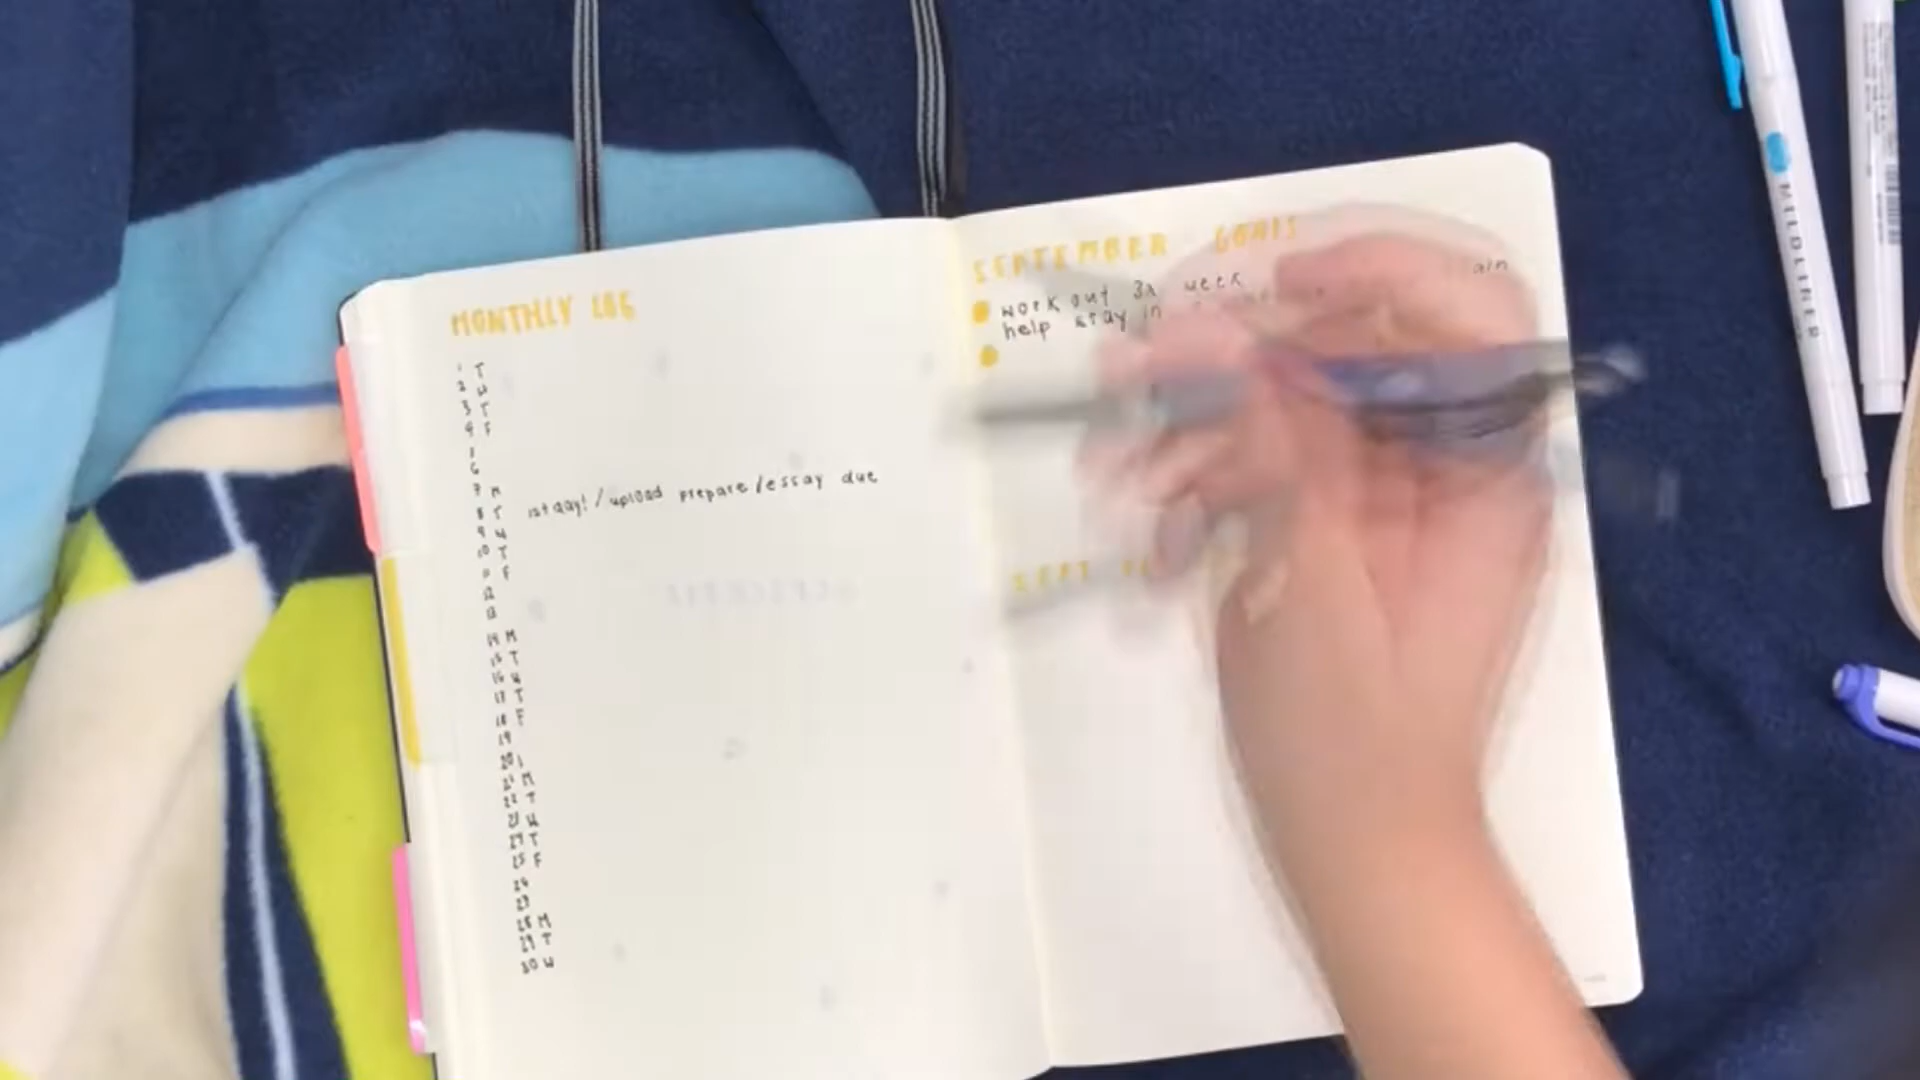 MONTHLY LOG
1 T
2 W
3 T
4 F
6
7 M
8 T 1st day! / upload prepare/essay due
9 W
10 T
11 F
12
13
14 M
15 T
16 W
17 T
18 F
19
20
21 M
22 T
23 W
24 T
25 F
26
27
28 M
29 T
30 W
SEPTEMBER GOALS
work out 3x week
help stay in
SEPT
MILDLINER